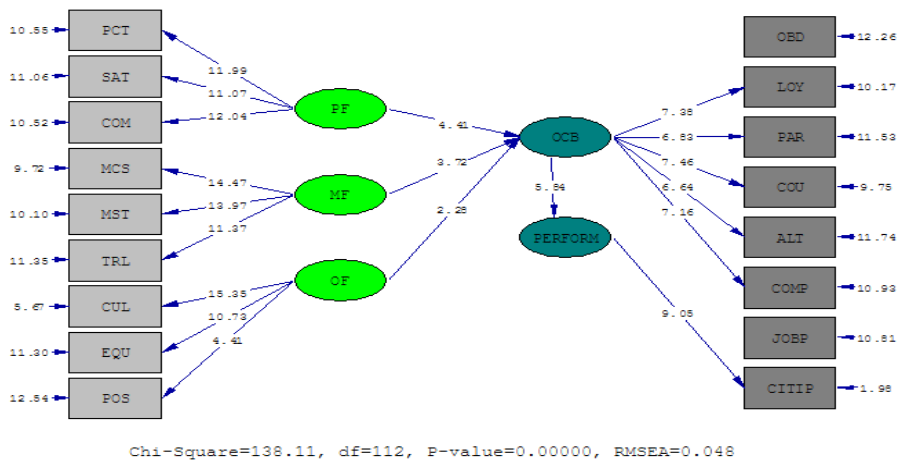 10.55 PCT
11.06 SAT
10.52 COM
9.72 MCS
10.10 MST
11.35 TRL
5.67 CUL
11.30 EQU
12.54 POS
11.99
11.07
12.04
14.47
13.97
11.37
15.35
10.73
4.41
PF
MF
OF
4.41
3.72
2.28
OCB
5.84
PERFORM
7.38
6.83
7.46
6.64
7.16
9.05
OBD 12.26
LOY 10.17
PAR 11.53
COU 9.75
ALT 11.74
COMP 10.93
JOBP 10.81
CITIP 1.98
Chi-Square=138.11, df=112, P-value=0.00000, RMSEA=0.048